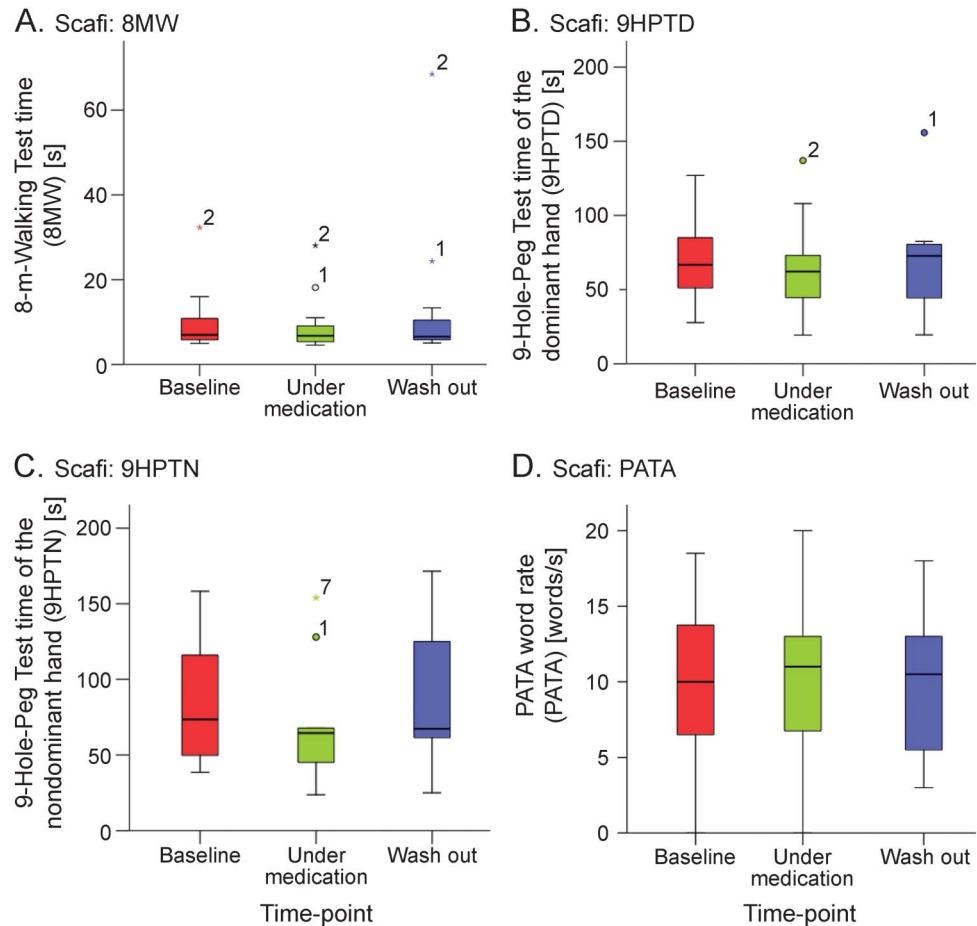 A. Scafi: 8MW
8-m-Walking Test time
(8MW) [s]
60
40
20
0
2
2
1
2
1
Baseline
Under
medication
Wash out
B. Scafi: 9HPTD
9-Hole-Peg Test time of the
dominant hand (9HPTD) [s]
200
150
100
50
0
2
1
Baseline
Under
medication
Wash out
C. Scafi: 9HPTN
9-Hole-Peg Test time of the
nondominant hand (9HPTN) [s]
200
150
100
50
0
7
1
Baseline
Under
medication
Wash out
Time-point
D. Scafi: PATA
PATA word rate
(PATA) [words/s]
20
15
10
5
0
Baseline
Under
medication
Wash out
Time-point